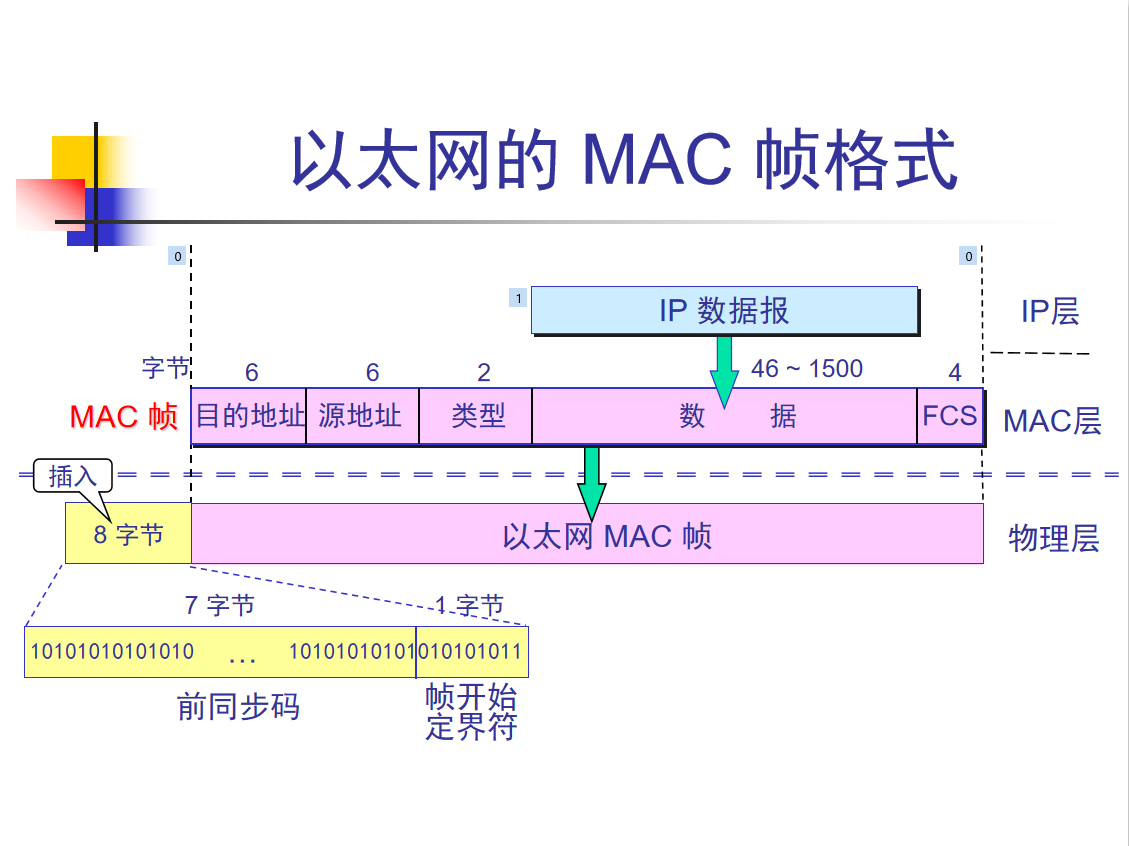 以太网的 MAC 帧格式
0
0
1
IP 数据报
IP层
字节
6
6
2
46 ~ 1500
4
MAC 帧
目的地址
源地址
类型
数 据
FCS
MAC层
插入
8 字节
以太网 MAC 帧
物理层
7 字节
1 字节
10101010101010 … 10101010101010101011
前同步码
帧开始
定界符